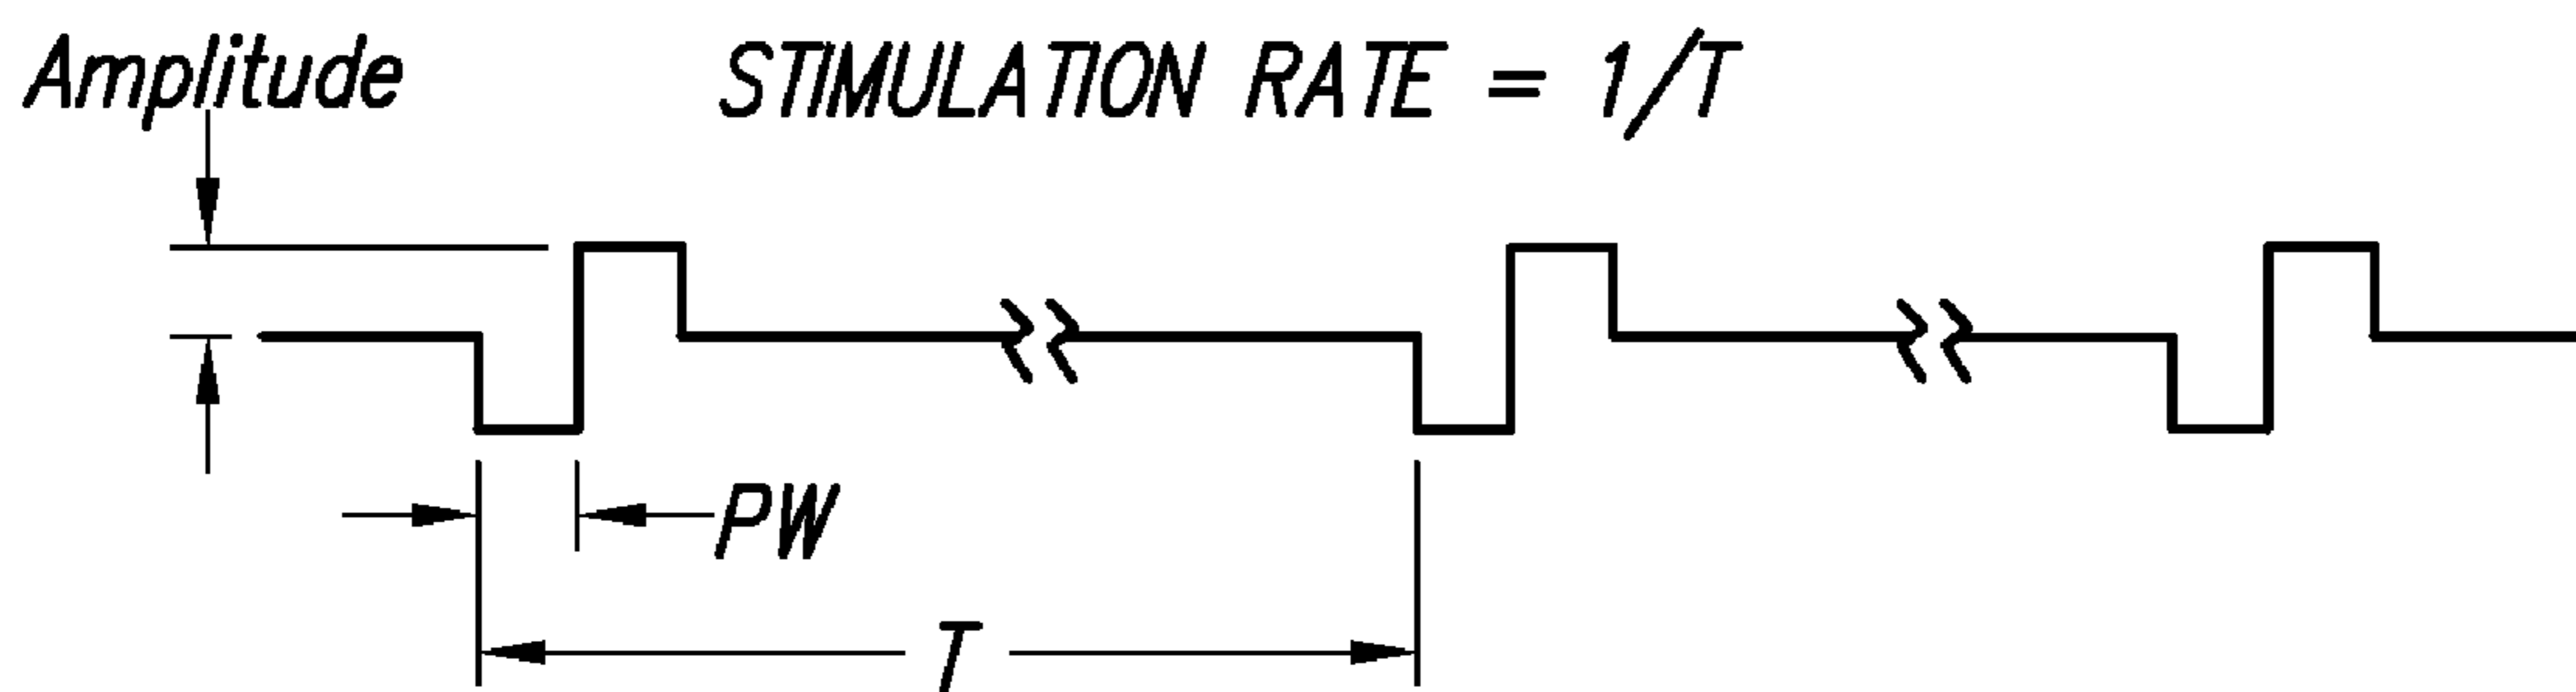 Amplitude
STIMULATION RATE = 1/T
PW
T